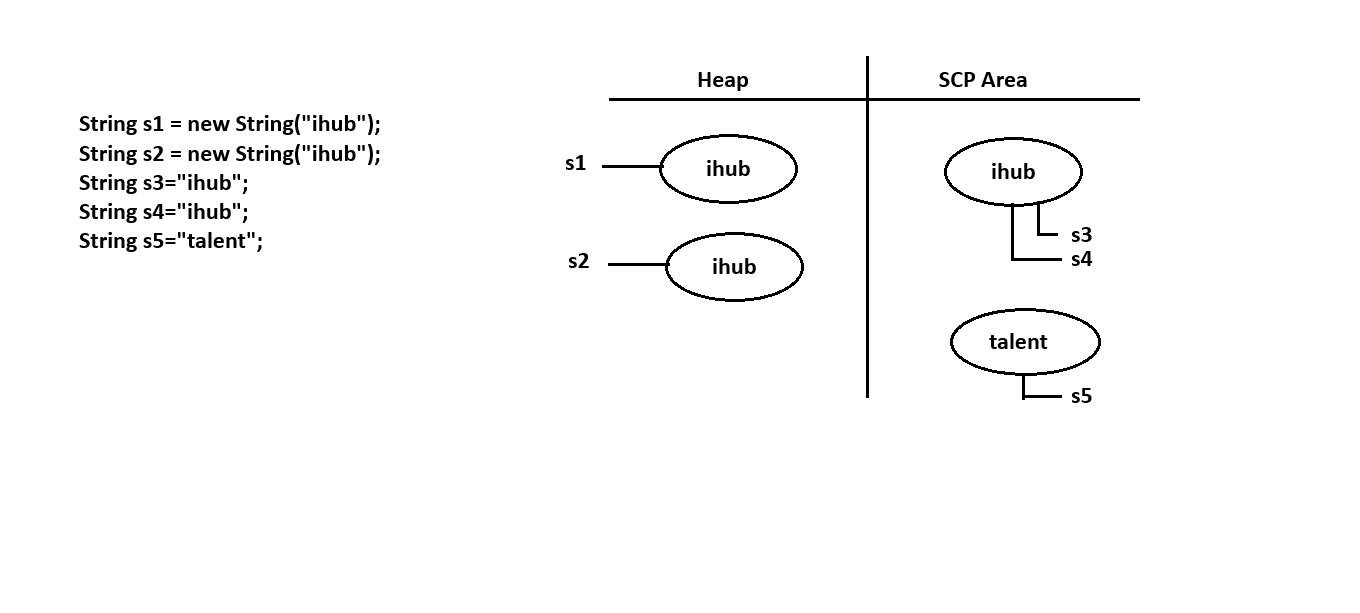 String s1 = new String("ihub");
String s2 = new String("ihub");
String s3="ihub";
String s4="ihub";
String s5="talent";
Heap
SCP Area
s1
ihub
s2
ihub
ihub
s3
s4
talent
s5